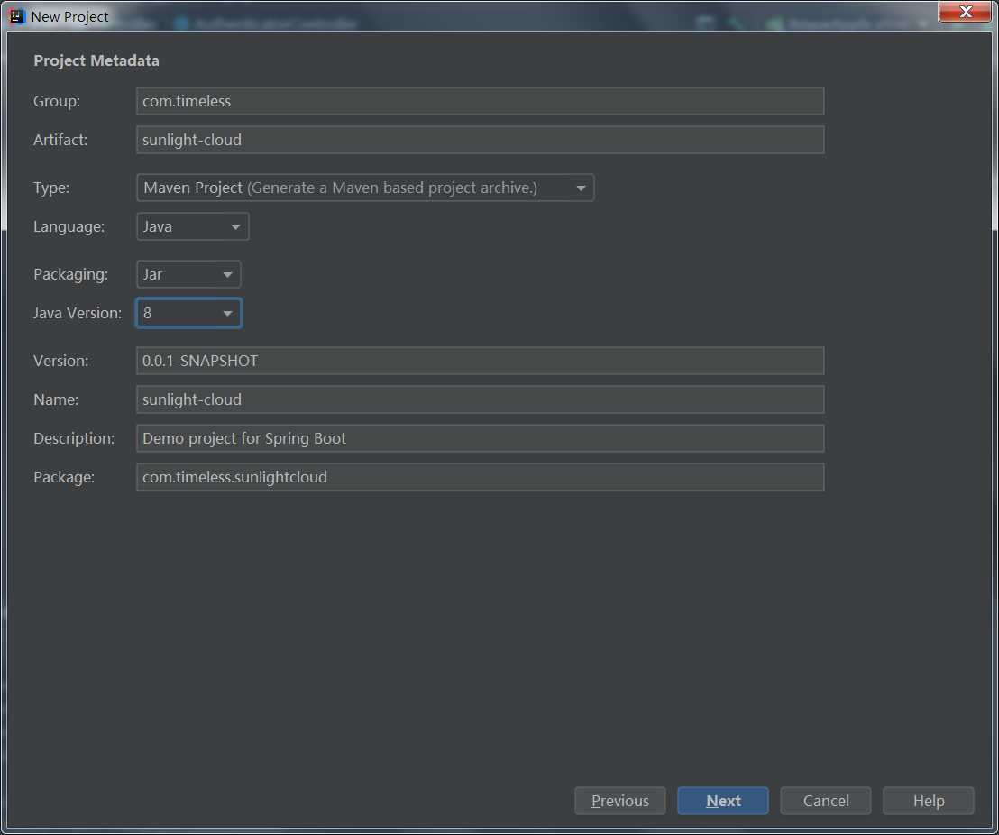 New Project
Project Metadata
Group: com.timeless
Artifact: sunlight-cloud
Type: Maven Project (Generate a Maven based project archive.)
Language: Java
Packaging: Jar
Java Version: 8
Version: 0.0.1-SNAPSHOT
Name: sunlight-cloud
Description: Demo project for Spring Boot
Package: com.timeless.sunlightcloud
Previous Next Cancel Help